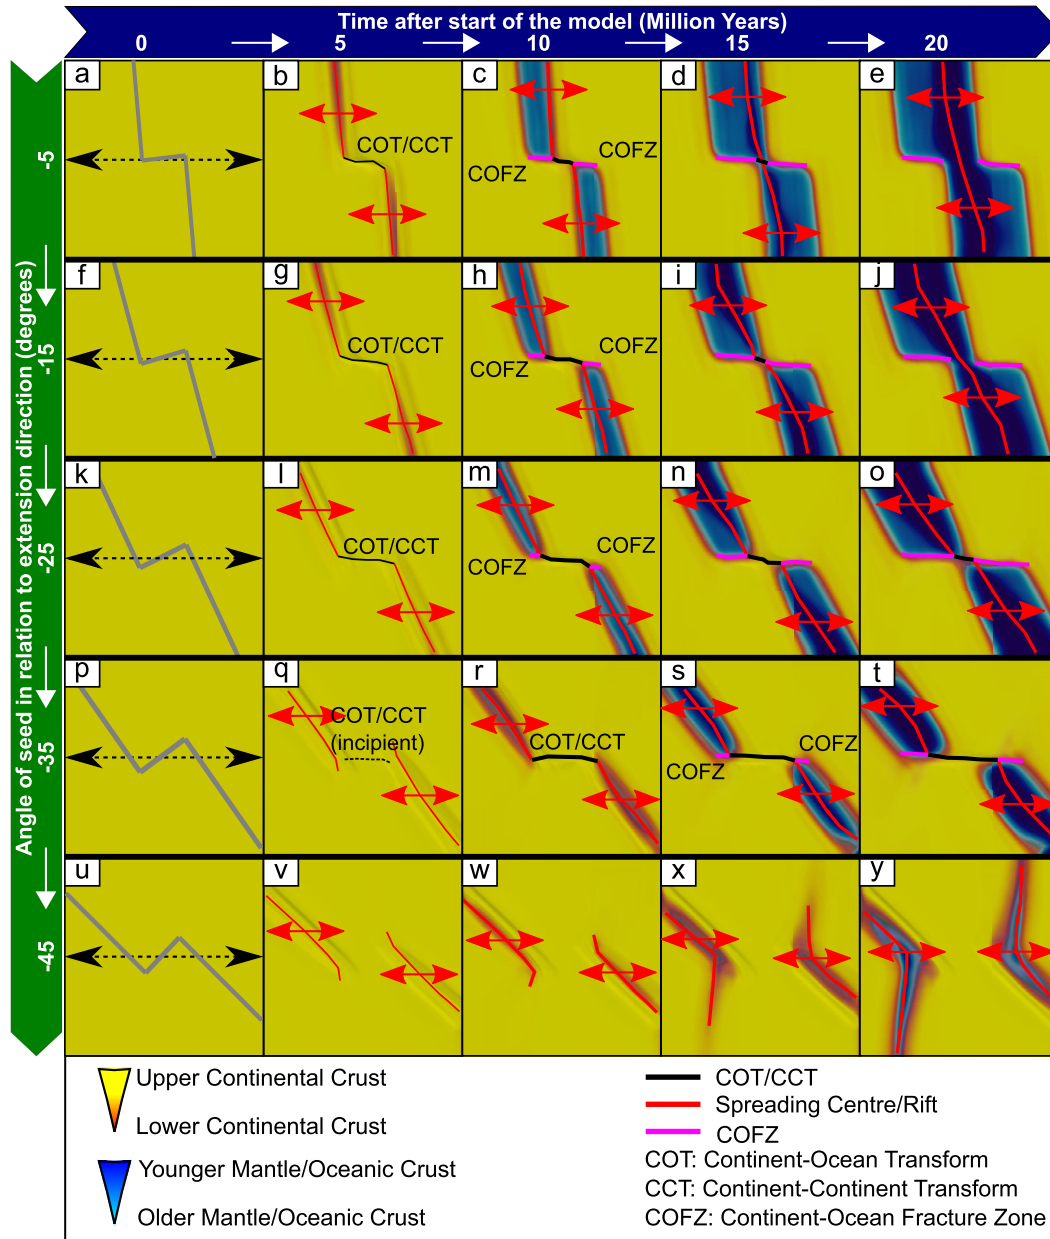 Time after start of the model (Million Years)
0 5 10 15 20
Angle of seed in relation to extension direction (degrees)
-5
a b c d e
COT/CCT
COFZ
COFZ
-15
f g h i j
COT/CCT
COFZ
COFZ
-25
k l m n o
COT/CCT
COFZ
COFZ
-35
p q r s t
COT/CCT
(incipient)
COT/CCT
COFZ
COFZ
-45
u v w x y
Upper Continental Crust
Lower Continental Crust
Younger Mantle/Oceanic Crust
Older Mantle/Oceanic Crust
COT/CCT
Spreading Centre/Rift
COFZ
COT: Continent-Ocean Transform
CCT: Continent-Continent Transform
COFZ: Continent-Ocean Fracture Zone